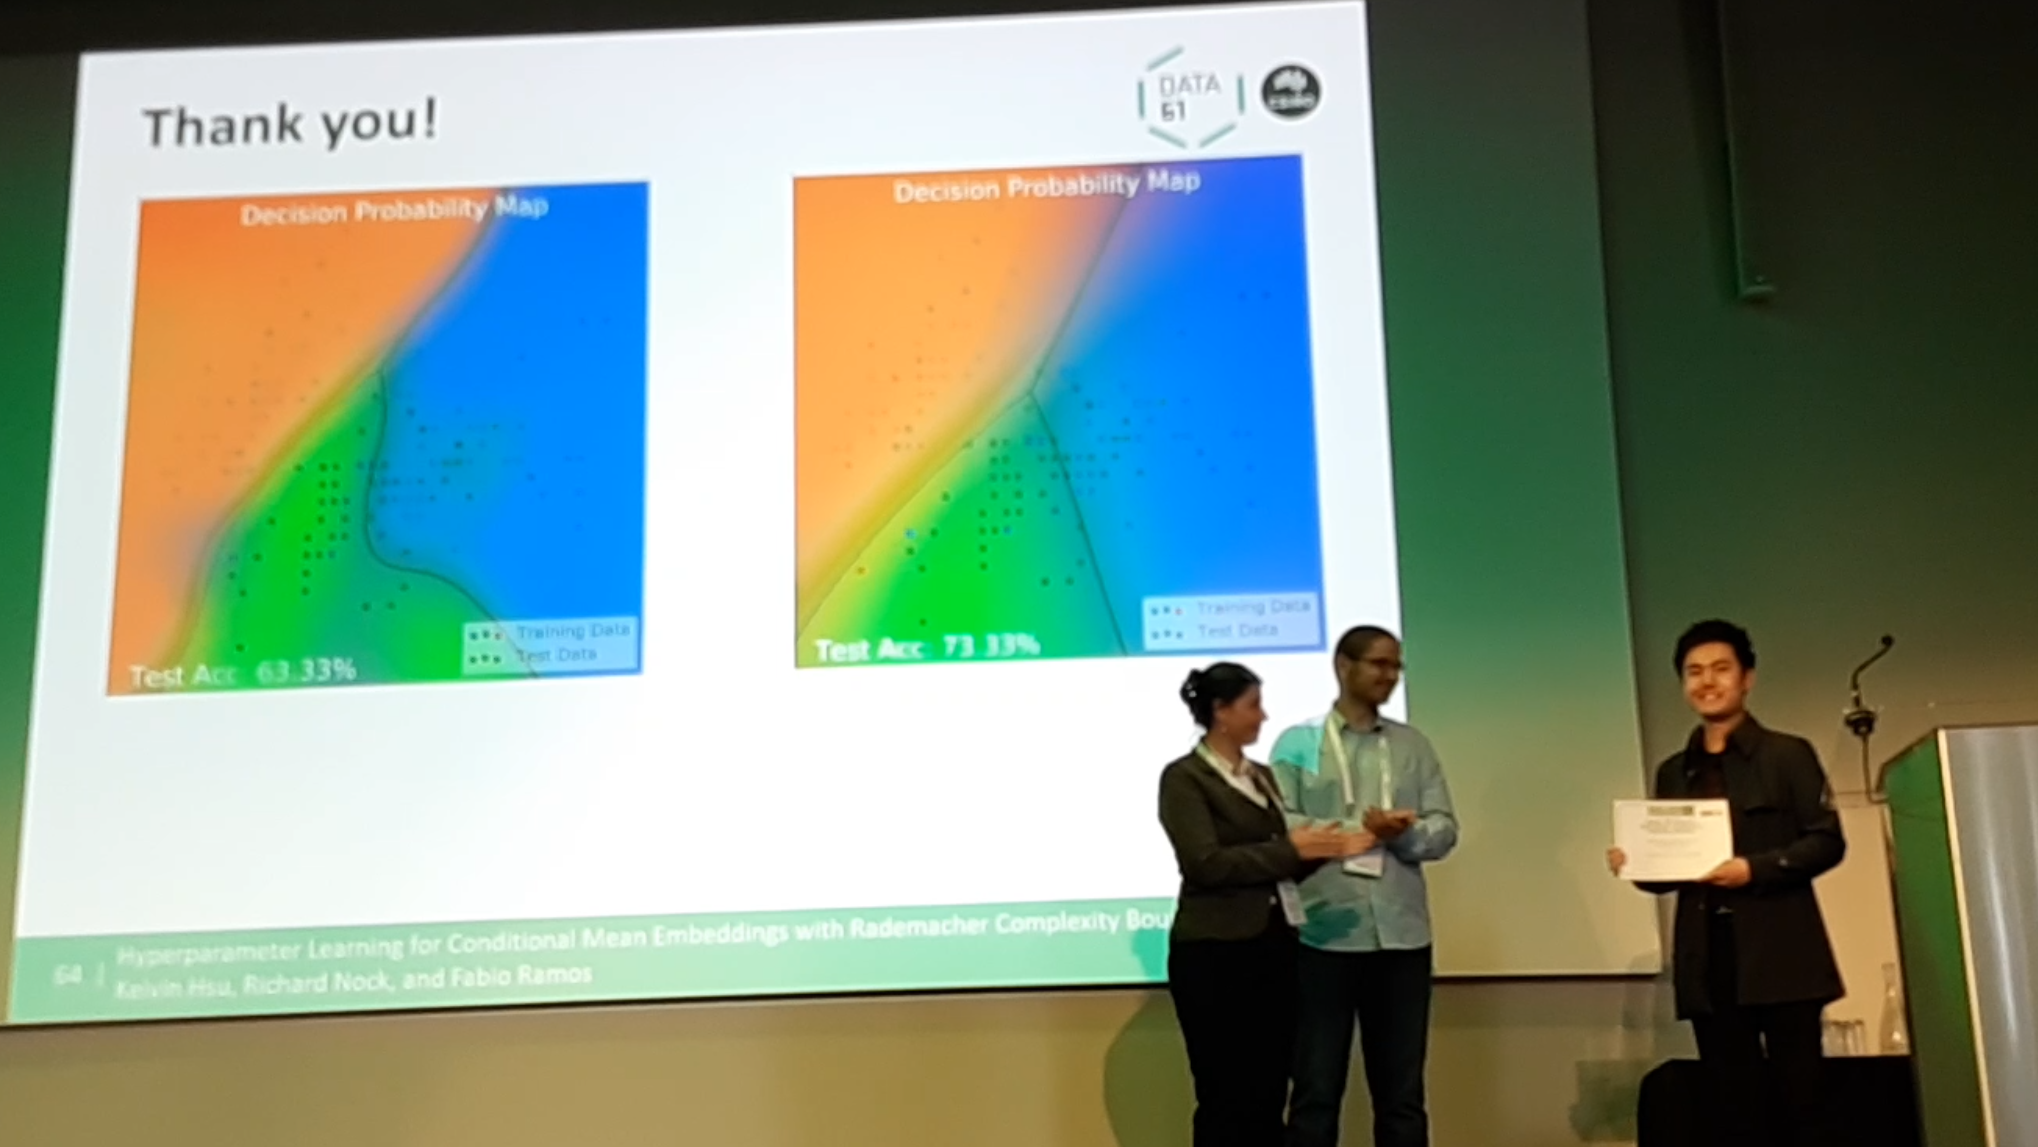 Thank you!
DATA
61
Decision Probability Map
Test Acc 63.33%
Training Data
Test Data
Decision Probability Map
Test Acc 73 33%
Training Data
Test Data
64 | Hyperparameter Learning for Conditional Mean Embeddings with Rademacher Complexity Bou
Kelvin Hsu, Richard Nock, and Fabio Ramos